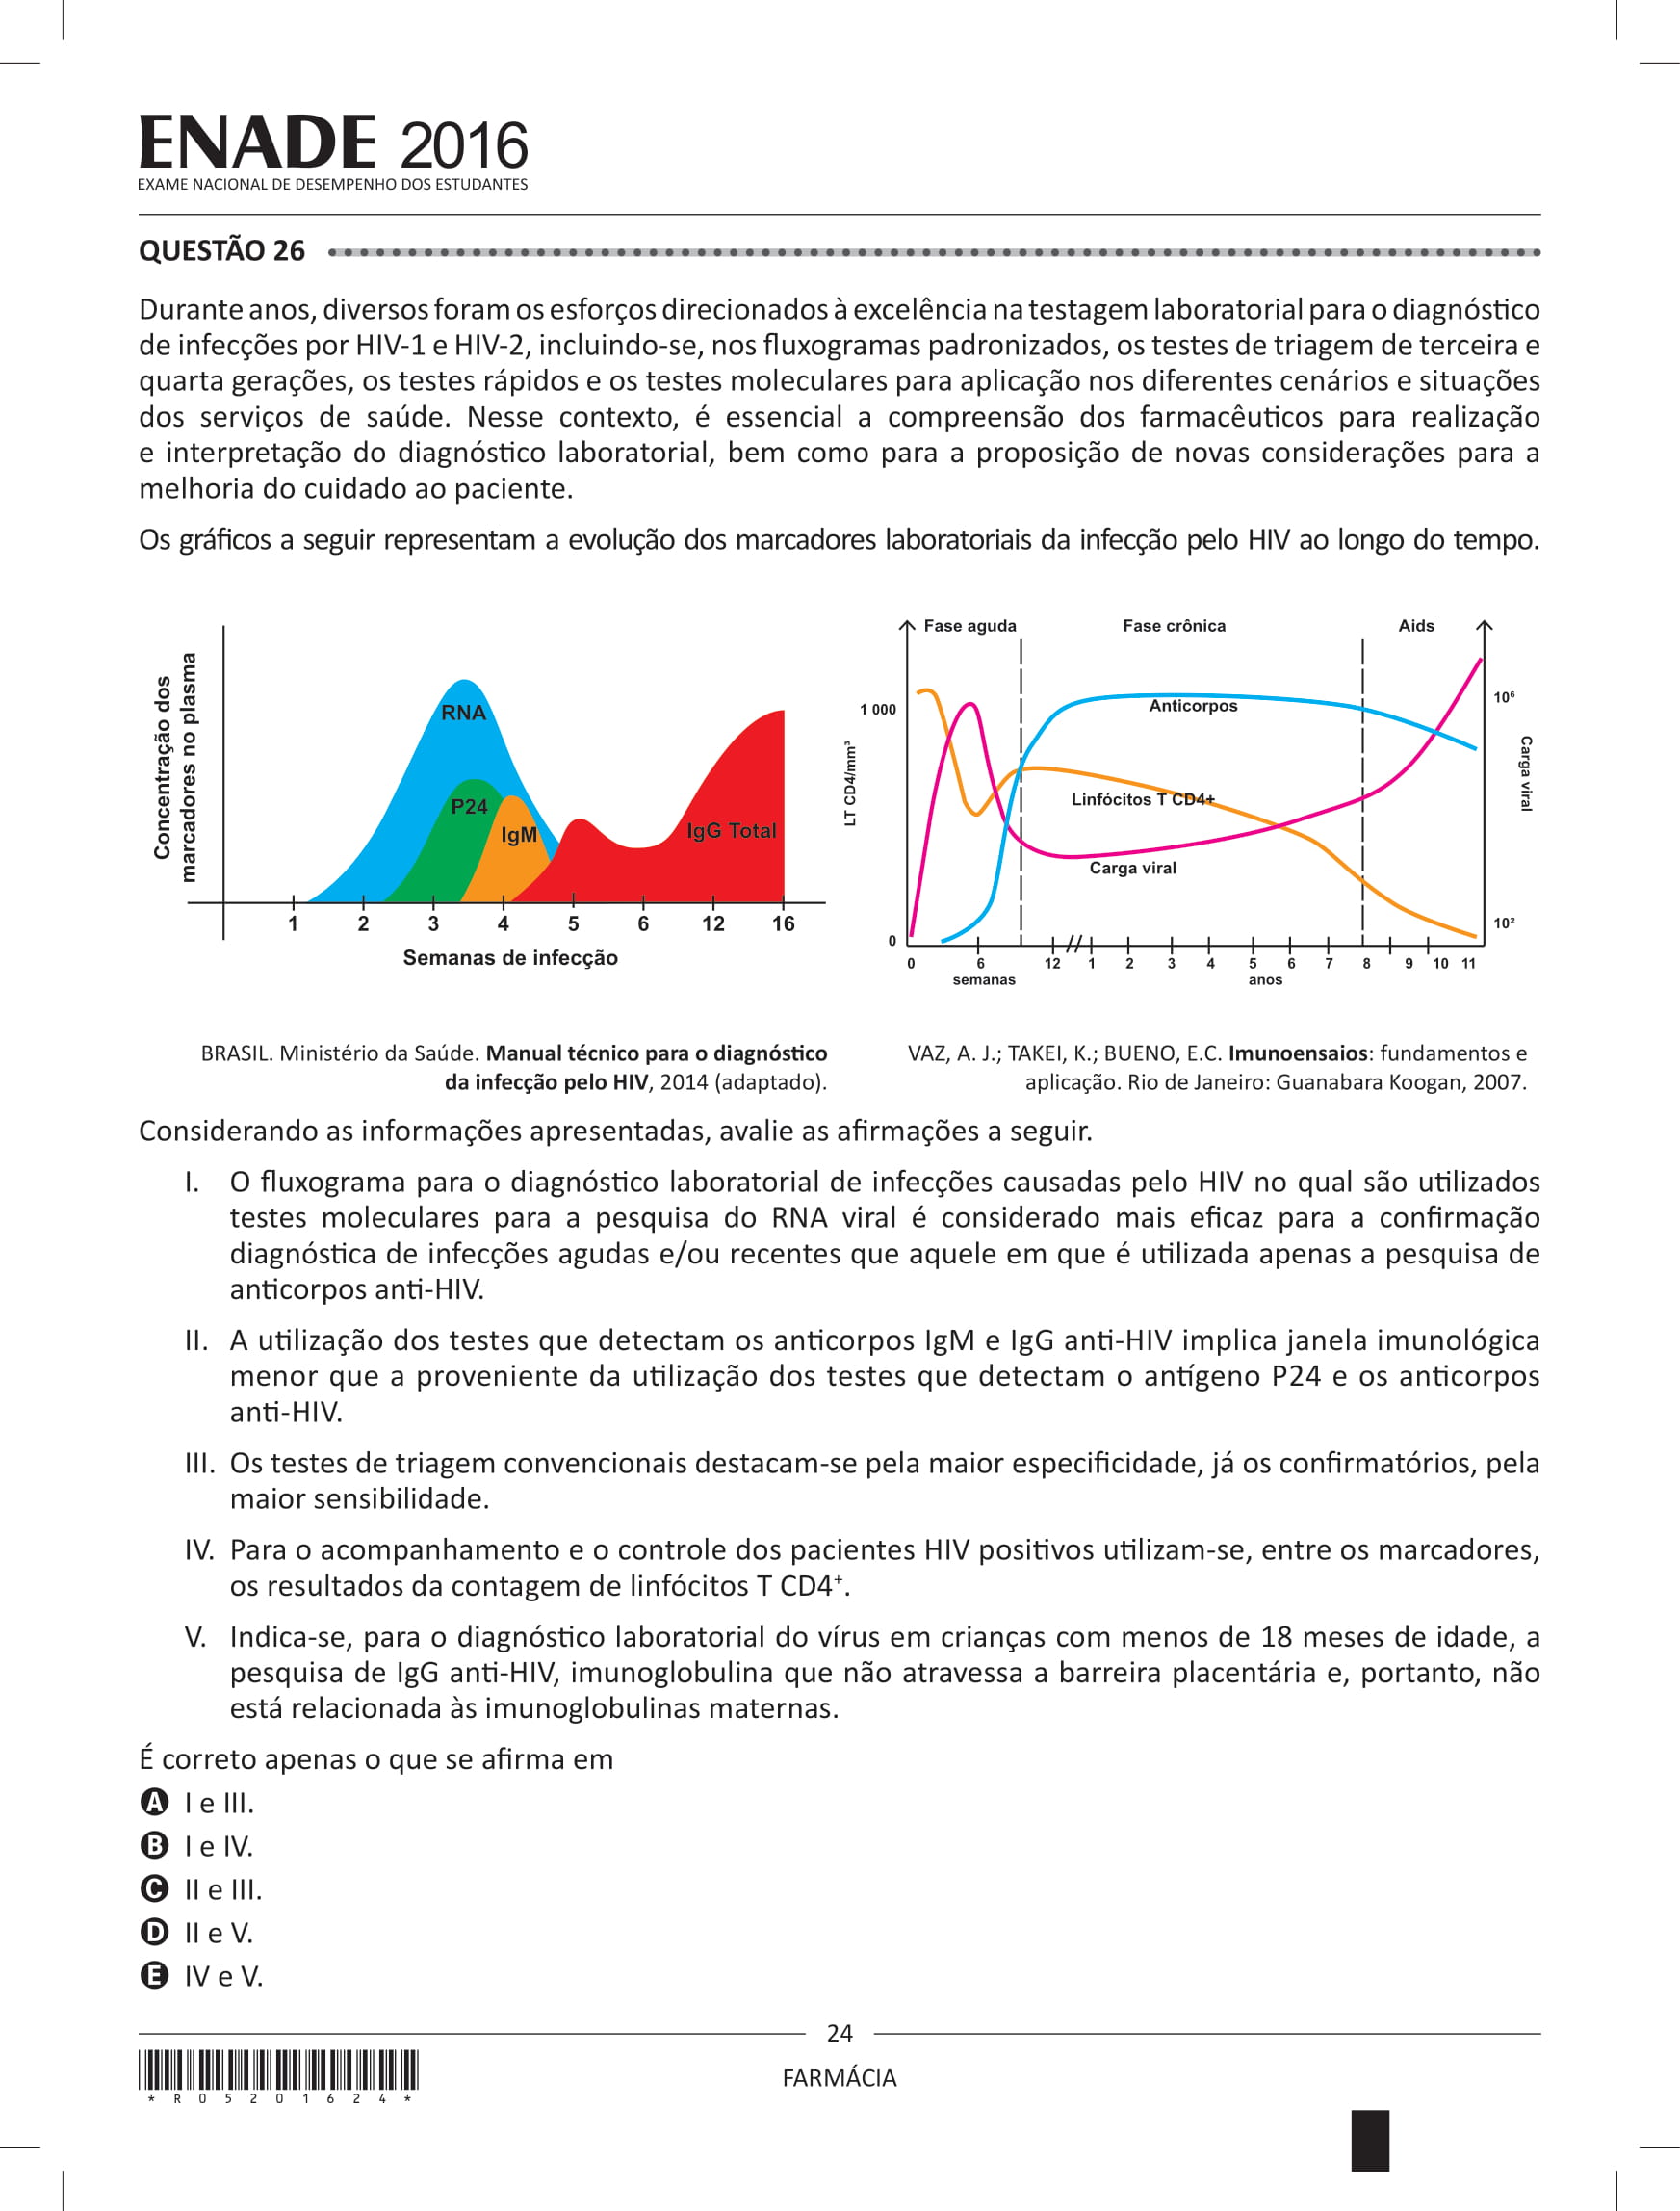 ENADE 2016
EXAME NACIONAL DE DESEMPENHO DOS ESTUDANTES
QUESTÃO 26
Durante anos, diversos foram os esforços direcionados à excelência na testagem laboratorial para o diagnóstico
de infecções por HIV-1 e HIV-2, incluindo-se, nos fluxogramas padronizados, os testes de triagem de terceira e
quarta gerações, os testes rápidos e os testes moleculares para aplicação nos diferentes cenários e situações
dos serviços de saúde. Nesse contexto, é essencial a compreensão dos farmacêuticos para realização
e interpretação do diagnóstico laboratorial, bem como para a proposição de novas considerações para a
melhoria do cuidado ao paciente.
Os gráficos a seguir representam a evolução dos marcadores laboratoriais da infecção pelo HIV ao longo do tempo.
Concentração dos
marcadores no plasma
RNA
P24
IgM
IgG Total
1 2 3 4 5 6 12 16
Semanas de infecção
Fase aguda Fase crônica Aids
1 000
0
LT CD4/mm³
Anticorpos
Linfócitos T CD4+
Carga viral
10⁶
10²
Carga viral
0 6 12 1 2 3 4 5 6 7 8 9 10 11
semanas anos
BRASIL. Ministério da Saúde. Manual técnico para o diagnóstico
da infecção pelo HIV, 2014 (adaptado).
VAZ, A. J.; TAKEI, K.; BUENO, E.C. Imunoensaios: fundamentos e
aplicação. Rio de Janeiro: Guanabara Koogan, 2007.
Considerando as informações apresentadas, avalie as afirmações a seguir.
I. O fluxograma para o diagnóstico laboratorial de infecções causadas pelo HIV no qual são utilizados
testes moleculares para a pesquisa do RNA viral é considerado mais eficaz para a confirmação
diagnóstica de infecções agudas e/ou recentes que aquele em que é utilizada apenas a pesquisa de
anticorpos anti-HIV.
II. A utilização dos testes que detectam os anticorpos IgM e IgG anti-HIV implica janela imunológica
menor que a proveniente da utilização dos testes que detectam o antígeno P24 e os anticorpos
anti-HIV.
III. Os testes de triagem convencionais destacam-se pela maior especificidade, já os confirmatórios, pela
maior sensibilidade.
IV. Para o acompanhamento e o controle dos pacientes HIV positivos utilizam-se, entre os marcadores,
os resultados da contagem de linfócitos T CD4⁺.
V. Indica-se, para o diagnóstico laboratorial do vírus em crianças com menos de 18 meses de idade, a
pesquisa de IgG anti-HIV, imunoglobulina que não atravessa a barreira placentária e, portanto, não
está relacionada às imunoglobulinas maternas.
É correto apenas o que se afirma em
A I e III.
B I e IV.
C II e III.
D II e V.
E IV e V.
24
FARMÁCIA
* R 0 5 2 0 1 6 2 4 *